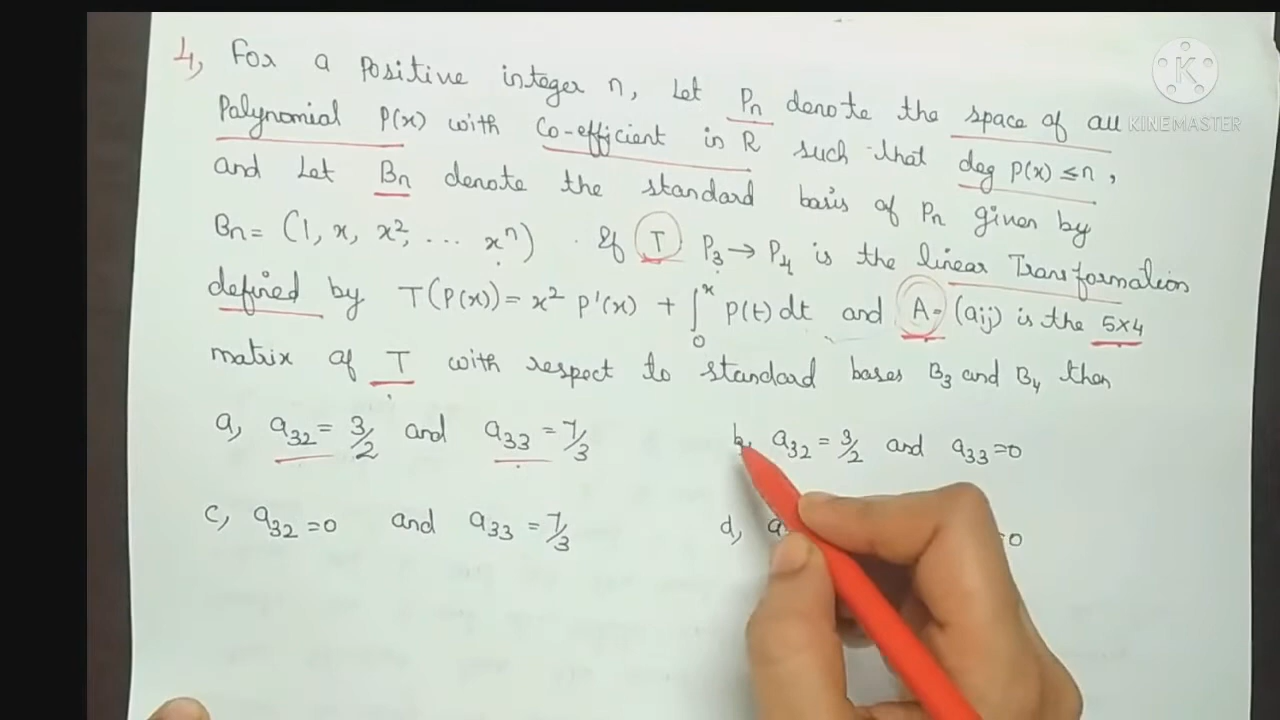 4, For a positive integer n, Let Pn denote the space of all
Palynomial P(x) with Co-efficient in R such that deg P(x) ≤ n,
and Let Bn denote the standard basis of Pn given by
Bn = (1, x, x², ... xⁿ) . If T P₃ → P₄ is the linear Transformation
defined by T(P(x)) = x² P'(x) + ∫₀ˣ P(t) dt and A = (aij) is the 5×4
matrix of T with respect to standard bases B₃ and B₄ then
a, a₃₂ = 3/2 and a₃₃ = 7/3
b, a₃₂ = 3/2 and a₃₃ = 0
c, a₃₂ = 0 and a₃₃ = 7/3
d, a =0
K
KINEMASTER